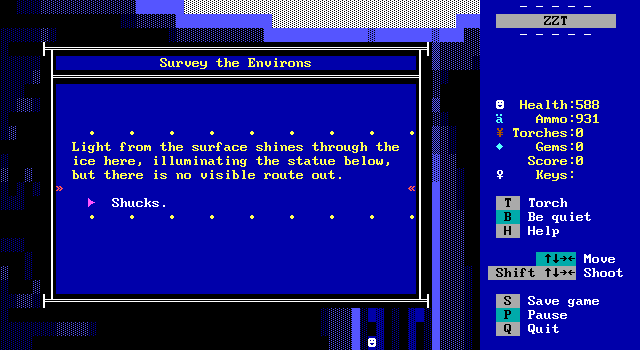 ZZT
Survey the Environs
Light from the surface shines through the
ice here, illuminating the statue below,
but there is no visible route out.
Shucks.
Health:588
Ammo:931
Torches:0
Gems:0
Score:0
Keys:
T Torch
B Be quiet
H Help
↑↓→← Move
Shift ↑↓→← Shoot
S Save game
P Pause
Q Quit